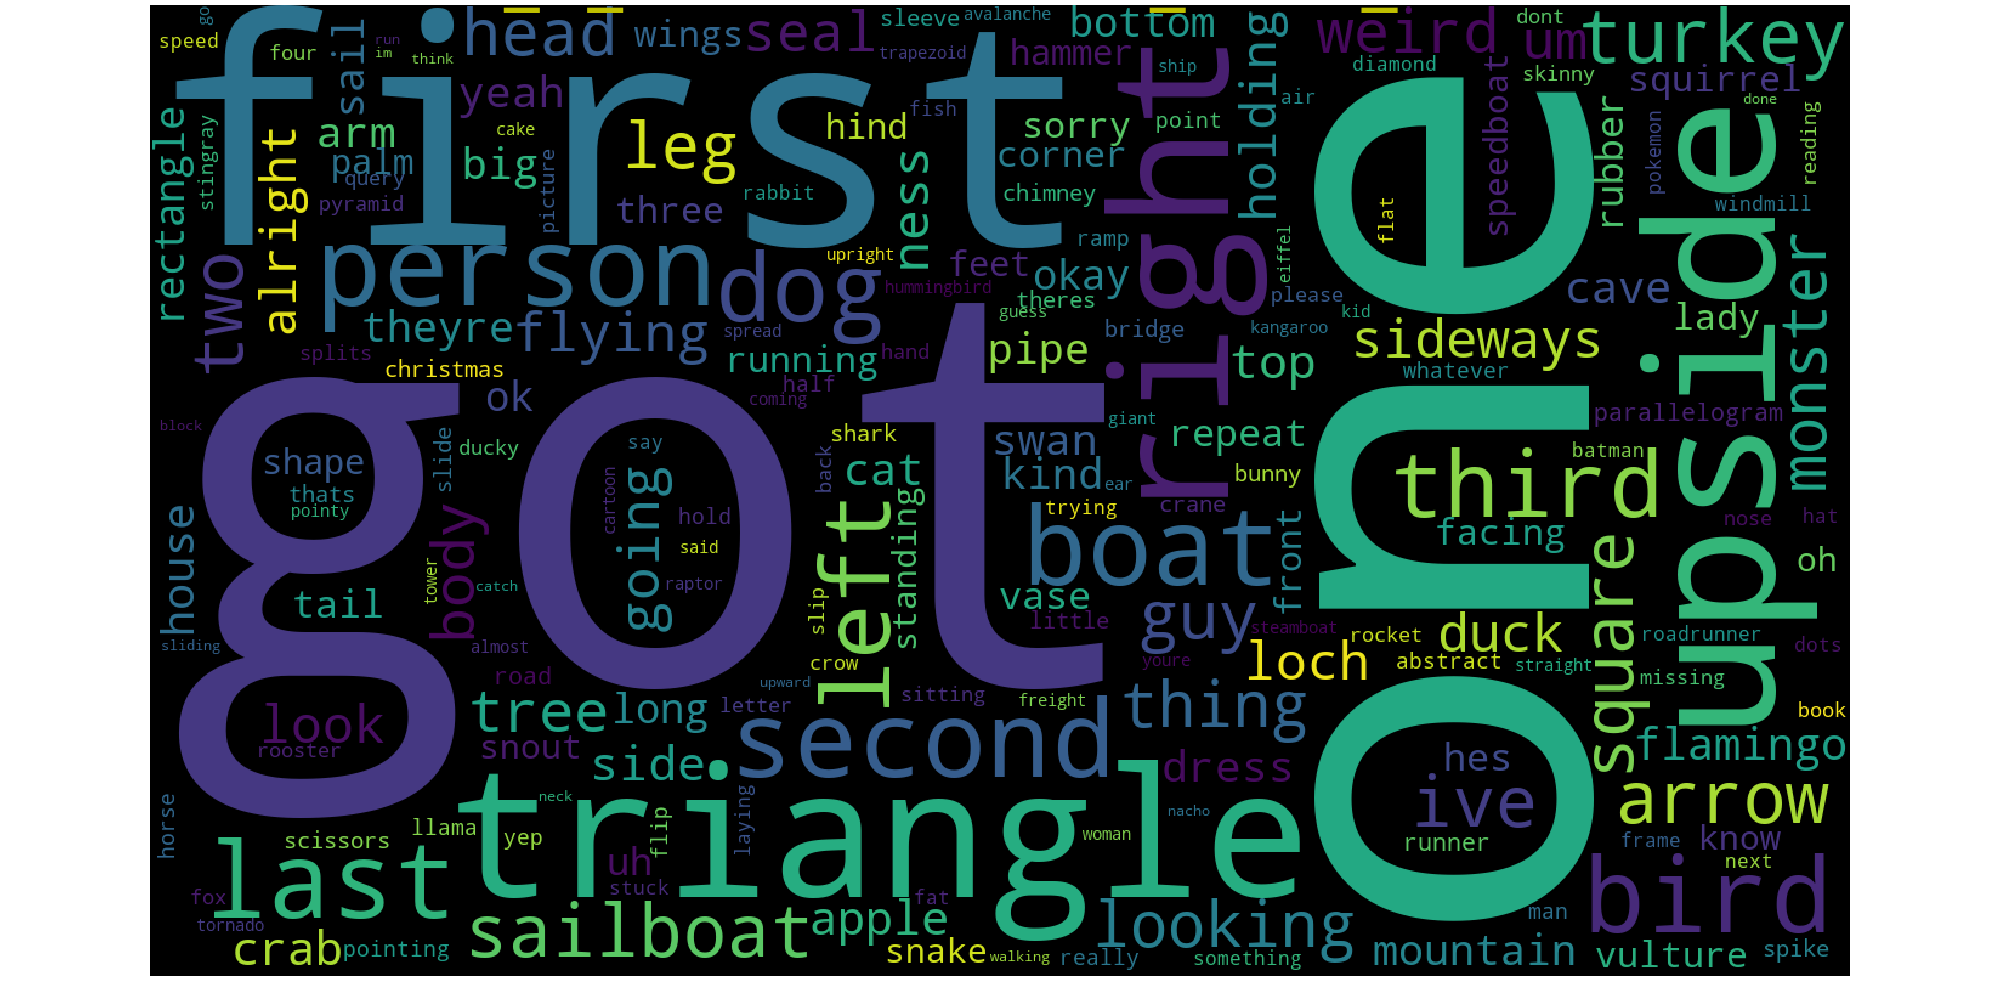 go
speed
four
run
im
think
sail
head
wings
seal
sleeve
avalanche
trapezoid
bottom
hammer
ship
holding
weird
dont
um
turkey
diamond
skinny
squirrel
done
first
yeah
rectangle
stingray
alright
arm
palm
query
pyramid
big
cake
picture
leg
three
hind
fish
rabbit
ness
sorry
corner
chimney
point
air
right
speedboat
rubber
pokemon
reading
windmill
flat
upside
one
two
person
dog
upright
hummingbird
feet
ramp
okay
theres
guess
eiffel
please
kid
cave
lady
monster
theyre
flying
spread
splits
christmas
running
hand
half
coming
pipe
bridge
kangaroo
top
sideways
whatever
giant
repeat
parallelogram
block
ok
got
shape
thats
pointy
slide
ducky
say
cartoon
going
hold
said
raptor
back
shark
cat
swan
kind
ear
bunny
trying
crane
third
batman
facing
nose
hat
oh
house
tail
body
tower
catch
slip
left
standing
boat
vase
little
front
guy
steamboat
rocket
duck
square
roadrunner
dots
sliding
almost
road
crow
sitting
youre
loch
abstract
straight
missing
upward
freight
look
rooster
tree
long
letter
snout
side
second
thing
dress
hes
ive
runner
flamingo
book
arrow
horse
scissors
llama
yep
neck
flip
laying
triangle
woman
nacho
frame
know
next
last
uh
stuck
fox
tornado
fat
bird
man
crab
pointing
sailboat
apple
snake
walking
really
looking
something
mountain
vulture
spike